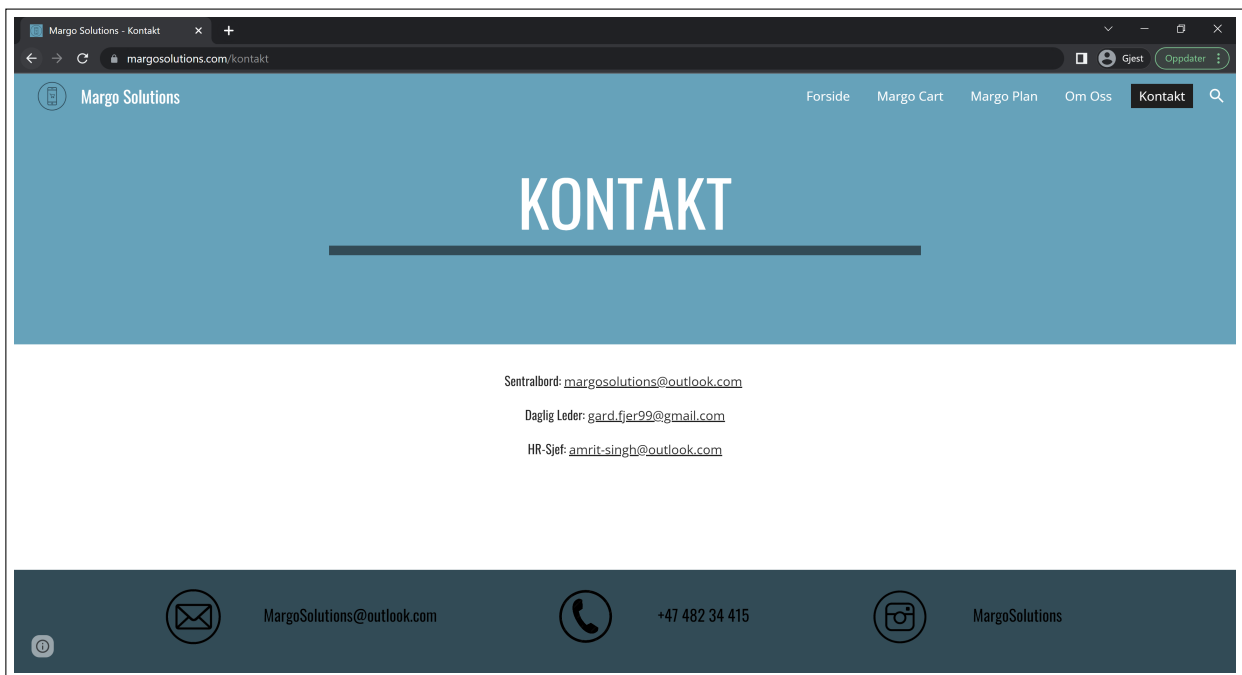 Margo Solutions - Kontakt
margosolutions.com/kontakt
Gjest
Oppdater
Margo Solutions
Forside Margo Cart Margo Plan Om Oss Kontakt
KONTAKT
Sentralbord: margosolutions@outlook.com
Daglig Leder: gard.fjer99@gmail.com
HR-Sjef: amrit-singh@outlook.com
MargoSolutions@outlook.com +47 482 34 415 MargoSolutions